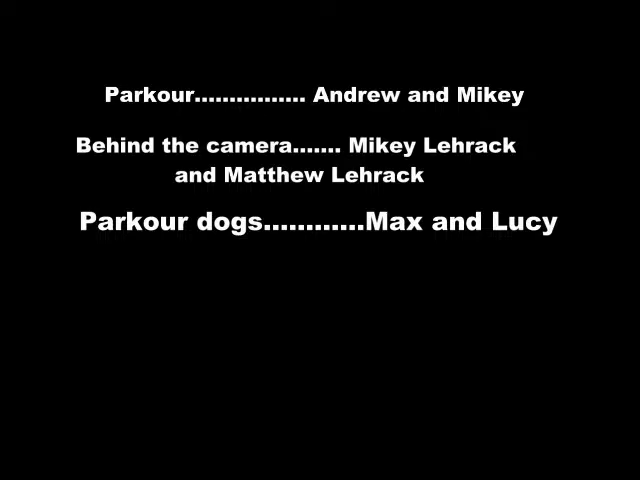 Parkour................ Andrew and Mikey
Behind the camera....... Mikey Lehrack
and Matthew Lehrack
Parkour dogs............Max and Lucy